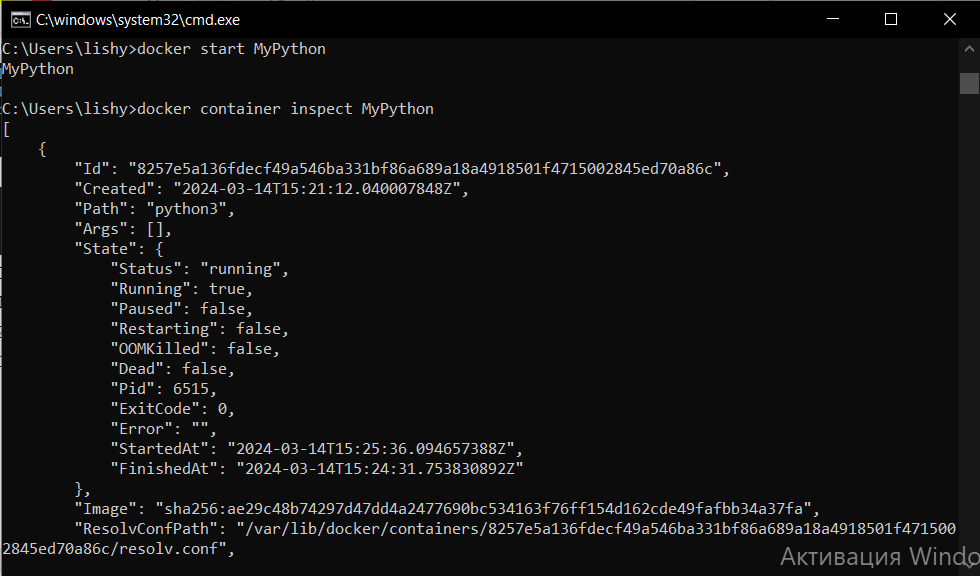 C:\windows\system32\cmd.exe
C:\Users\lishy>docker start MyPython
MyPython
C:\Users\lishy>docker container inspect MyPython
[
    {
        "Id": "8257e5a136fdecf49a546ba331bf86a689a18a4918501f4715002845ed70a86c",
        "Created": "2024-03-14T15:21:12.040007848Z",
        "Path": "python3",
        "Args": [],
        "State": {
            "Status": "running",
            "Running": true,
            "Paused": false,
            "Restarting": false,
            "OOMKilled": false,
            "Dead": false,
            "Pid": 6515,
            "ExitCode": 0,
            "Error": "",
            "StartedAt": "2024-03-14T15:25:36.094657388Z",
            "FinishedAt": "2024-03-14T15:24:31.753830892Z"
        },
        "Image": "sha256:ae29c48b74297d47dd4a2477690bc534163f76ff154d162cde49fafbb34a37fa",
        "ResolvConfPath": "/var/lib/docker/containers/8257e5a136fdecf49a546ba331bf86a689a18a4918501f471500
2845ed70a86c/resolv.conf",
Активация Windo